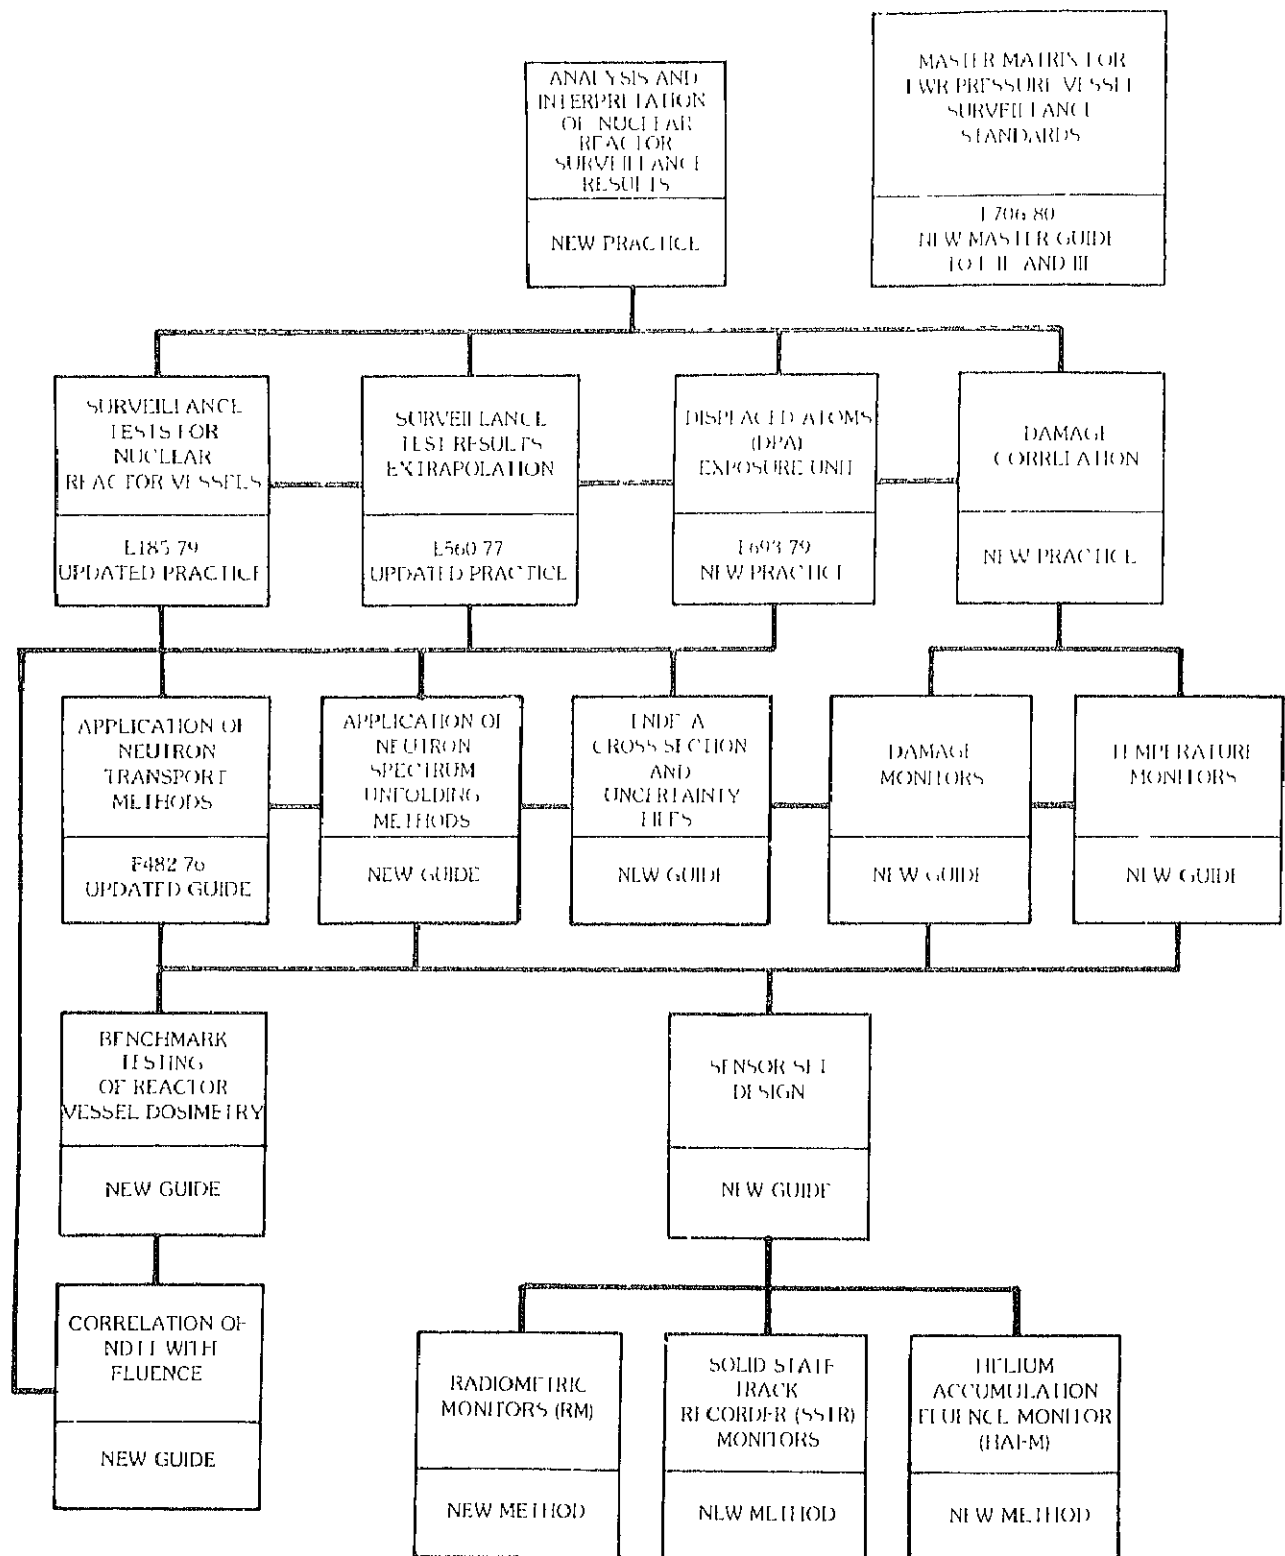 ANALYSIS AND
INTERPRETATION
OF NUCLEAR
REACTOR
SURVEILLANCE
RESULTS
NEW PRACTICE
MASTER MATRIX FOR
LWR PRESSURE VESSEL
SURVEILLANCE
STANDARDS
E706-80
NEW MASTER GUIDE
TO I, II AND III
SURVEILLANCE
TESTS FOR
NUCLEAR
REACTOR VESSELS
E185-79
UPDATED PRACTICE
SURVEILLANCE
TEST RESULTS
EXTRAPOLATION
E560-77
UPDATED PRACTICE
DISPLACED ATOMS
(DPA)
EXPOSURE UNIT
E693-79
NEW PRACTICE
DAMAGE
CORRELATION
NEW PRACTICE
APPLICATION OF
NEUTRON
TRANSPORT
METHODS
E482-76
UPDATED GUIDE
APPLICATION OF
NEUTRON
SPECTRUM
UNFOLDING
METHODS
NEW GUIDE
ENDF-A
CROSS SECTION
AND
UNCERTAINTY
FILES
NEW GUIDE
DAMAGE
MONITORS
NEW GUIDE
TEMPERATURE
MONITORS
NEW GUIDE
BENCHMARK
TESTING
OF REACTOR
VESSEL DOSIMETRY
NEW GUIDE
SENSOR SET
DESIGN
NEW GUIDE
CORRELATION OF
NDTT WITH
FLUENCE
NEW GUIDE
RADIOMETRIC
MONITORS (RM)
NEW METHOD
SOLID STATE
TRACK
RECORDER (SSTR)
MONITORS
NEW METHOD
HELIUM
ACCUMULATION
FLUENCE MONITOR
(HAFM)
NEW METHOD